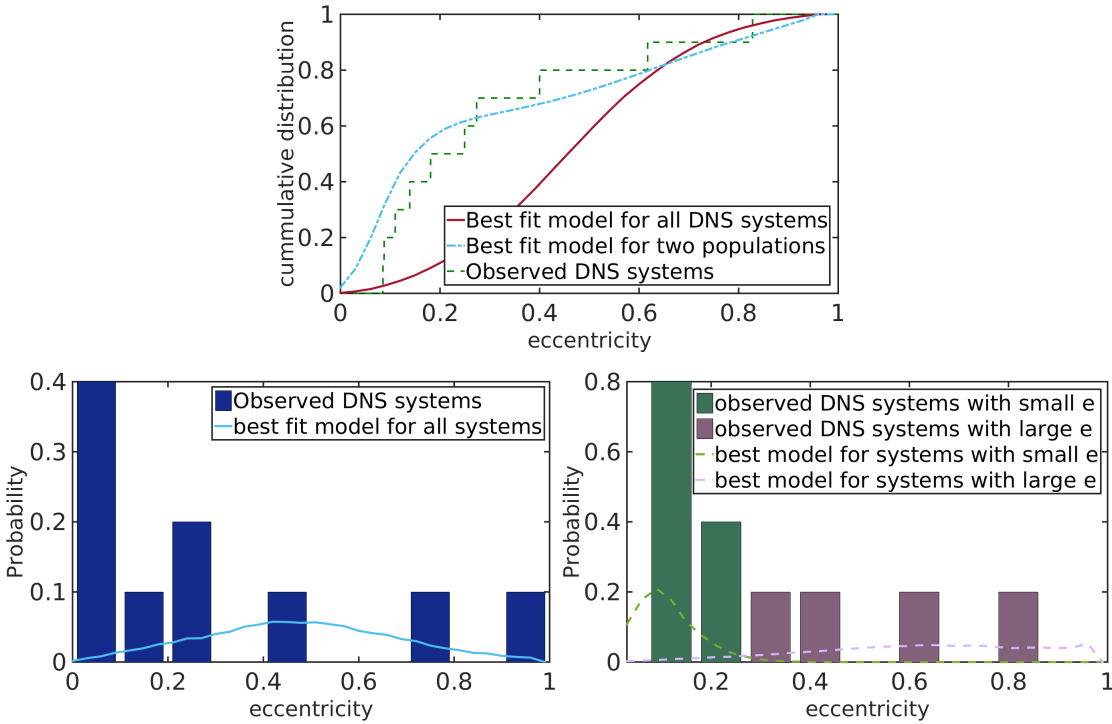 1
0.8
0.6
0.4
0.2
0
cummulative distribution
Best fit model for all DNS systems
Best fit model for two populations
Observed DNS systems
0 0.2 0.4 0.6 0.8 1
eccentricity
0.4
0.3
0.2
0.1
0
Probability
Observed DNS systems
best fit model for all systems
0 0.2 0.4 0.6 0.8 1
eccentricity
0.8
0.6
0.4
0.2
0
Probability
observed DNS systems with small e
observed DNS systems with large e
best model for systems with small e
best model for systems with large e
0.2 0.4 0.6 0.8 1
eccentricity